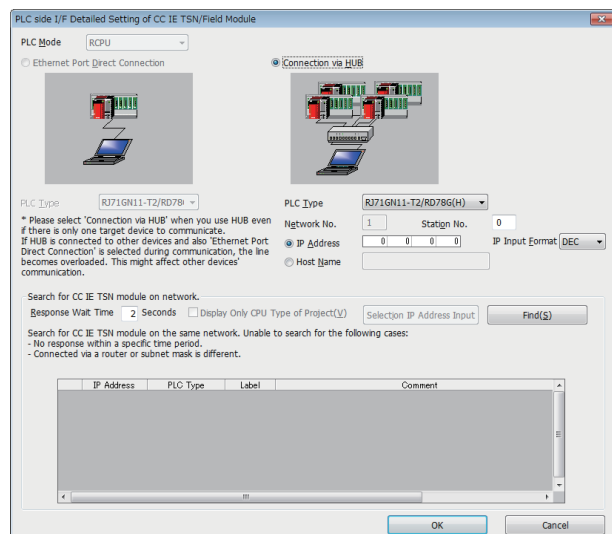 PLC side I/F Detailed Setting of CC IE TSN/Field Module
PLC Mode RCPU
Ethernet Port Direct Connection Connection via HUB
PLC Type RJ71GN11-T2/RD78( PLC Type RJ71GN11-T2/RD78G(H)
* Please select 'Connection via HUB' when you use HUB even
if there is only one target device to communicate.
If HUB is connected to other devices and also 'Ethernet Port
Direct Connection' is selected during communication, the line
becomes overloaded. This might affect other devices'
communication.
Network No. 1 Station No. 0
IP Address 0 0 0 0 IP Input Format DEC
Host Name
Search for CC IE TSN module on network.
Response Wait Time 2 Seconds Display Only CPU Type of Project(V) Selection IP Address Input Find(S)
Search for CC IE TSN module on the same network. Unable to search for the following cases:
- No response within a specific time period.
- Connected via a router or subnet mask is different.
IP Address PLC Type Label Comment
OK Cancel